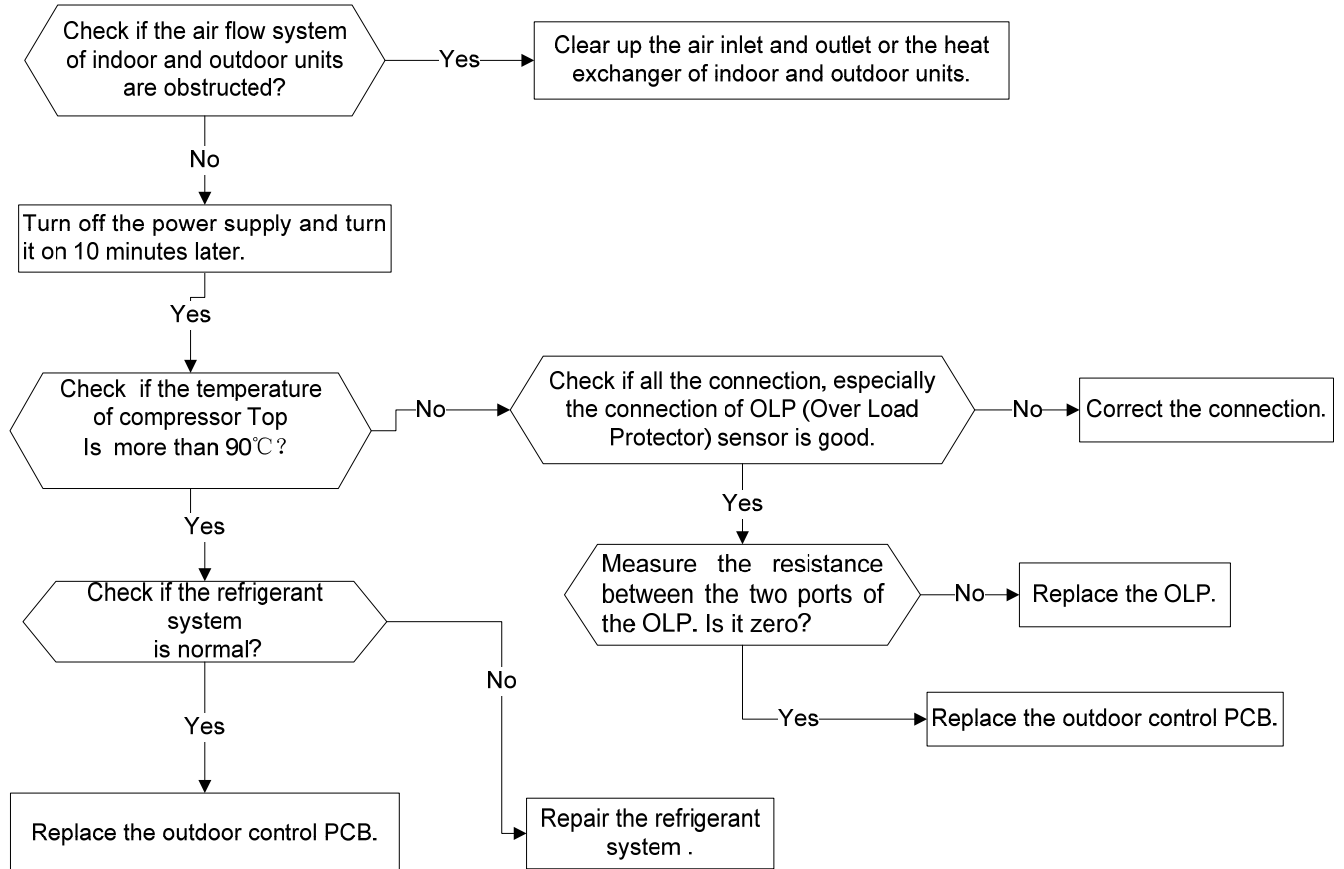 Check if the air flow system
of indoor and outdoor units
are obstructed?
Yes
Clear up the air inlet and outlet or the heat
exchanger of indoor and outdoor units.
No
Turn off the power supply and turn
it on 10 minutes later.
Yes
Check if the temperature
of compressor Top
Is more than 90℃?
No
Check if all the connection, especially
the connection of OLP (Over Load
Protector) sensor is good.
No
Correct the connection.
Yes
Yes
Measure the resistance
between the two ports of
the OLP. Is it zero?
No
Replace the OLP.
Check if the refrigerant
system
is normal?
No
Yes
Yes
Replace the outdoor control PCB.
Replace the outdoor control PCB.
Repair the refrigerant
system .